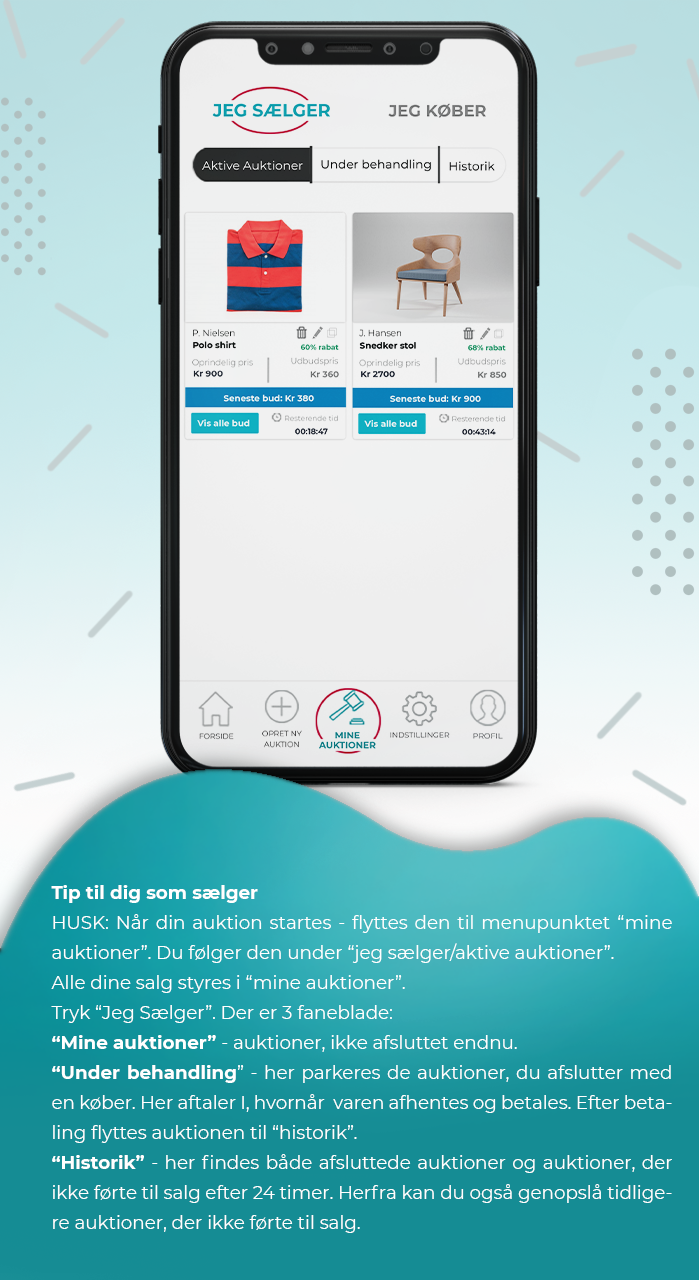 JEG SÆLGER
JEG KØBER
Aktive Auktioner
Under behandling
Historik
P. Nielsen
Polo shirt
60% rabat
Oprindelig pris
Udbudspris
Kr 900
Kr 360
Seneste bud: Kr 380
Vis alle bud
Resterende tid
00:18:47
J. Hansen
Snedker stol
68% rabat
Oprindelig pris
Udbudspris
Kr 2700
Kr 850
Seneste bud: Kr 900
Vis alle bud
Resterende tid
00:43:14
FORSIDE
OPRET NY
AUKTION
MINE
AUKTIONER
INDSTILLINGER
PROFIL
Tip til dig som sælger
HUSK: Når din auktion startes - flyttes den til menupunktet “mine
auktioner”. Du følger den under “jeg sælger/aktive auktioner”.
Alle dine salg styres i “mine auktioner”.
Tryk “Jeg Sælger”. Der er 3 faneblade:
“Mine auktioner” - auktioner, ikke afsluttet endnu.
“Under behandling” - her parkeres de auktioner, du afslutter med
en køber. Her aftaler I, hvornår varen afhentes og betales. Efter beta-
ling flyttes auktionen til “historik”.
“Historik” - her findes både afsluttede auktioner og auktioner, der
ikke førte til salg efter 24 timer. Herfra kan du også genopslå tidlige-
re auktioner, der ikke førte til salg.